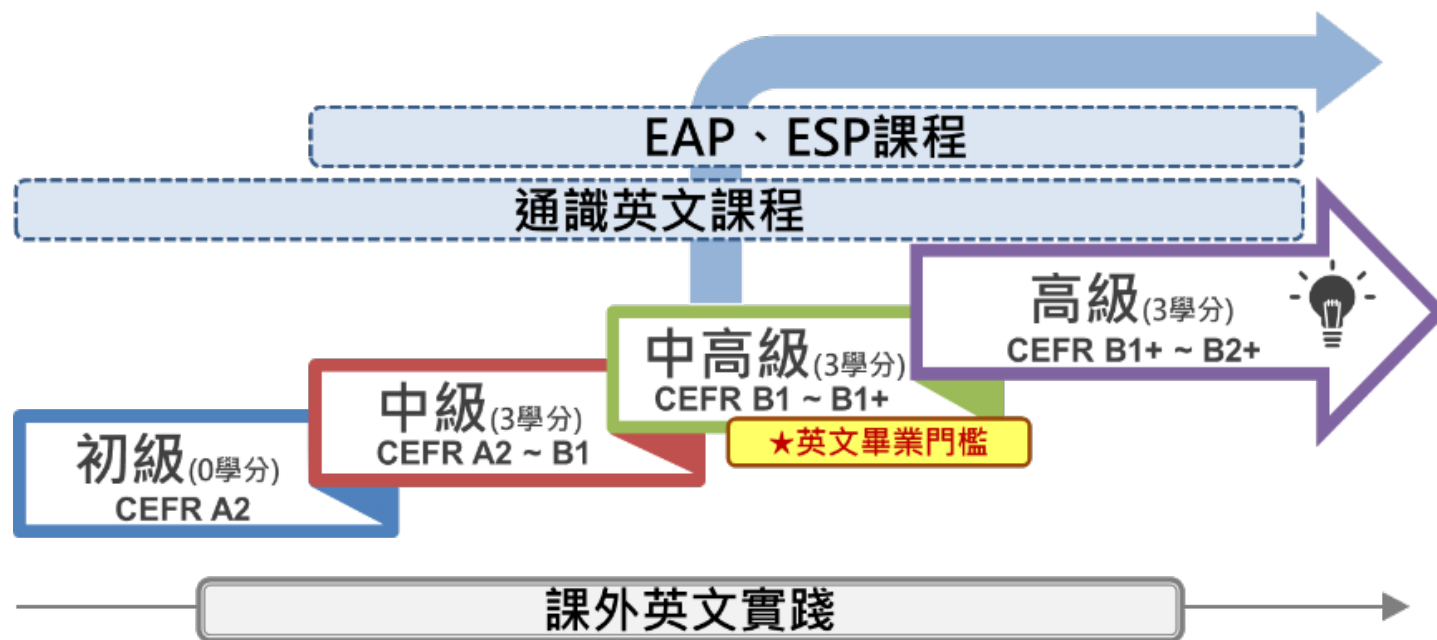 EAP、ESP課程
通識英文課程
高級(3學分)
CEFR B1+ ~ B2+
中高級(3學分)
CEFR B1 ~ B1+
★英文畢業門檻
中級(3學分)
CEFR A2 ~ B1
初級(0學分)
CEFR A2
課外英文實踐